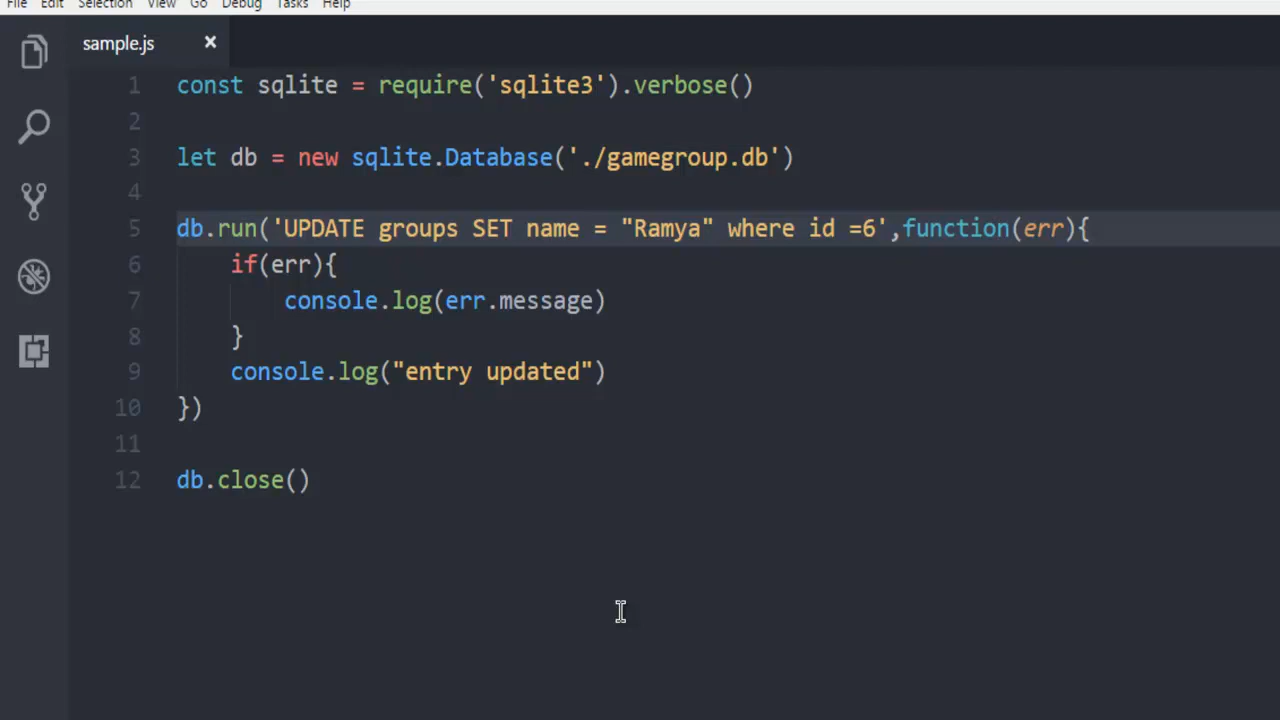 File Edit Selection View Go Debug Tasks Help
sample.js ×
1 const sqlite = require('sqlite3').verbose()
2
3 let db = new sqlite.Database('./gamegroup.db')
4
5 db.run('UPDATE groups SET name = "Ramya" where id =6',function(err){
6     if(err){
7         console.log(err.message)
8     }
9     console.log("entry updated")
10 })
11
12 db.close()